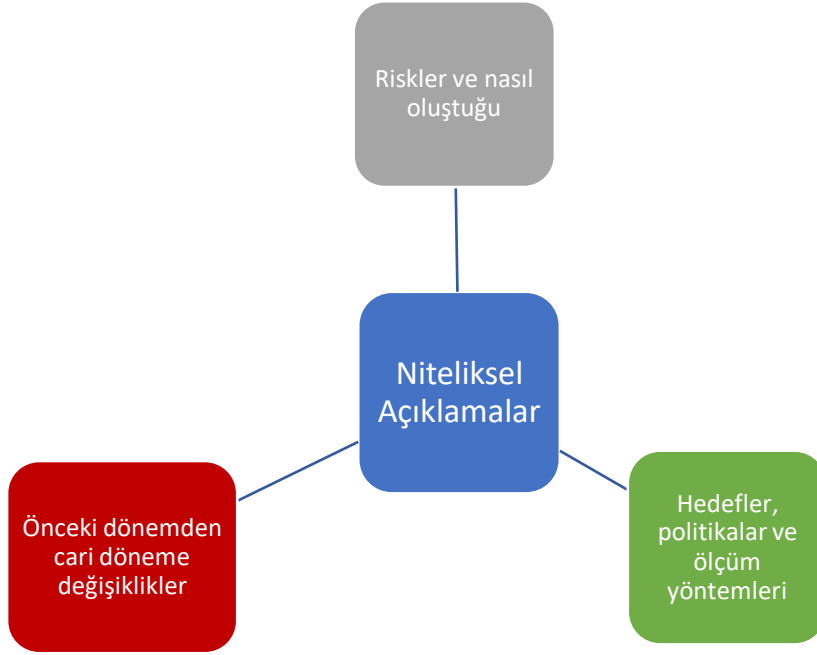 Riskler ve nasıl
oluştuğu
Niteliksel
Açıklamalar
Önceki dönemden
cari döneme
değişiklikler
Hedefler,
politikalar ve
ölçüm
yöntemleri